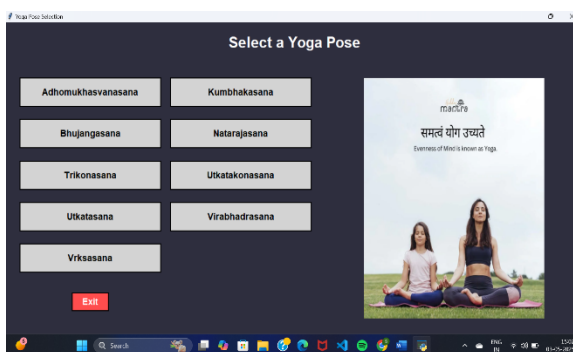 Yoga Pose Selection
Select a Yoga Pose
Adhomukhasvanasana
Kumbhakasana
Bhujangasana
Natarajasana
Trikonasana
Utkatakonasana
Utkatasana
Virabhadrasana
Vrksasana
Exit
समत्वं योग उच्यते
Evenness of Mind is known as Yoga.
Search
ENG
IN